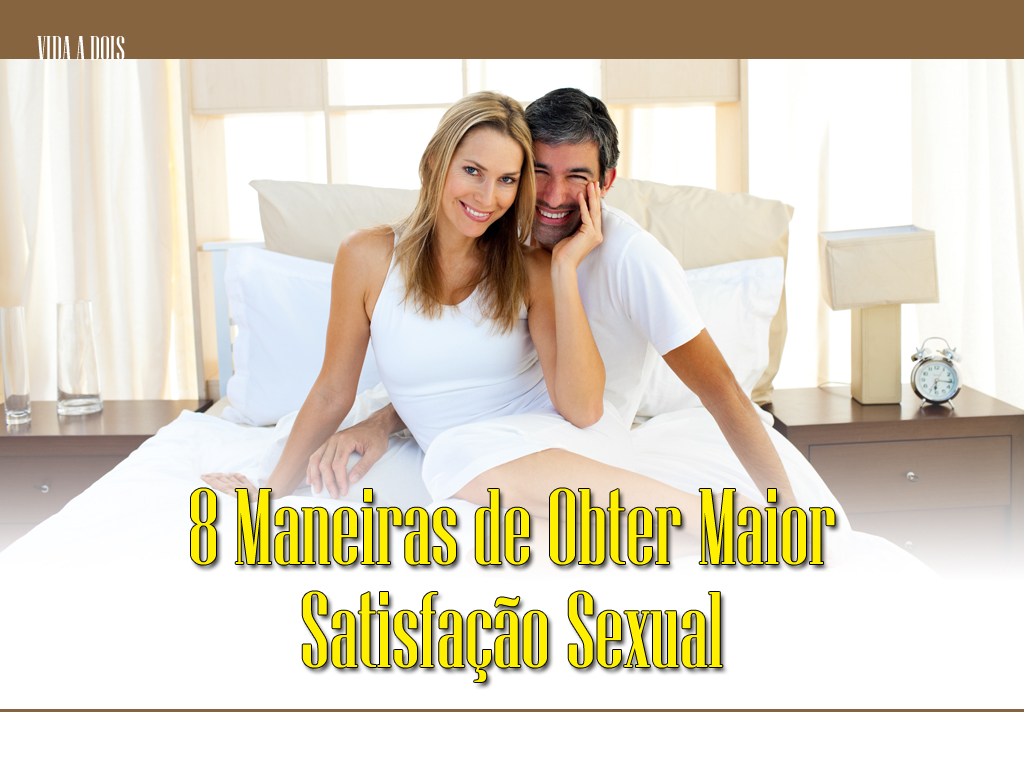 VIDA A DOIS
8 Maneiras de Obter Maior
Satisfação Sexual